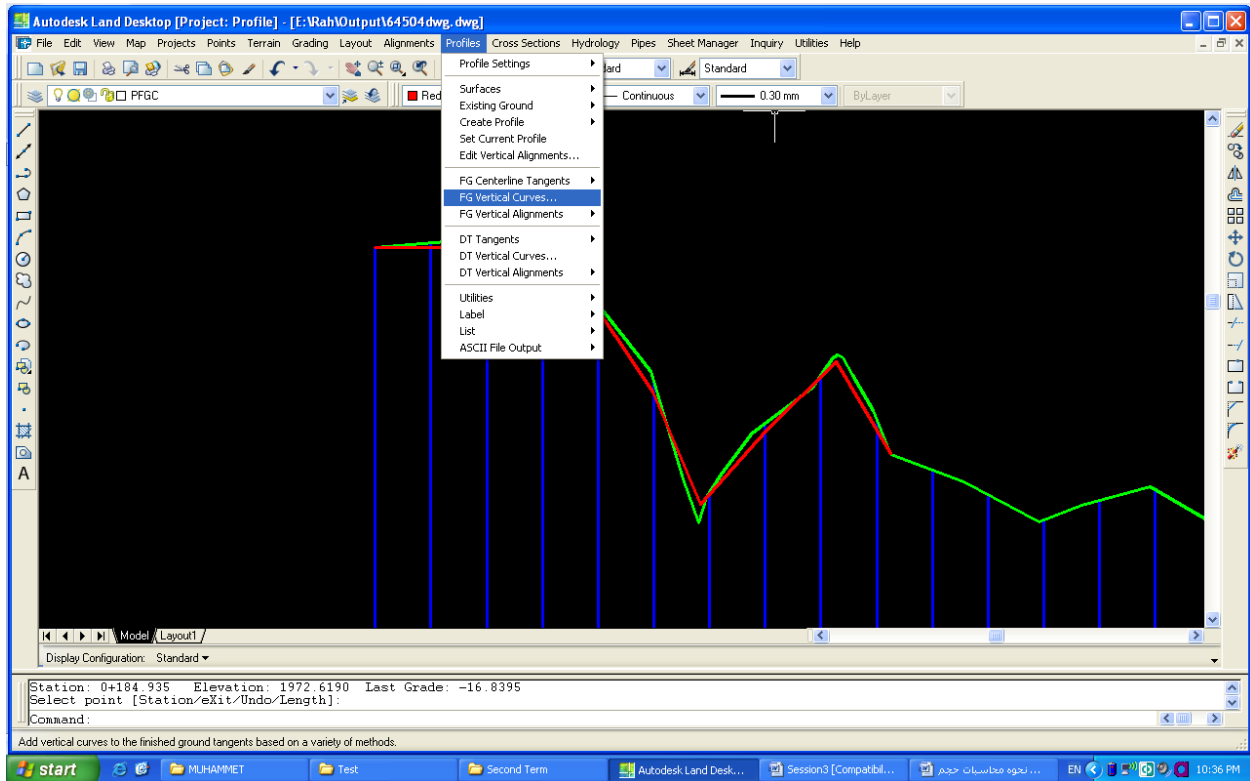 Autodesk Land Desktop [Project: Profile] - [E:\Rah\Output\64504dwg.dwg]
File Edit View Map Projects Points Terrain Grading Layout Alignments Profiles Cross Sections Hydrology Pipes Sheet Manager Inquiry Utilities Help
Standard
PFGC
Red
Continuous
0.30 mm
ByLayer
Profile Settings
Surfaces
Existing Ground
Create Profile
Set Current Profile
Edit Vertical Alignments...
FG Centerline Tangents
FG Vertical Curves...
FG Vertical Alignments
DT Tangents
DT Vertical Curves...
DT Vertical Alignments
Utilities
Label
List
ASCII File Output
A
Model Layout1
Display Configuration: Standard
Station: 0+184.935 Elevation: 1972.6190 Last Grade: -16.8395
Select point [Station/eXit/Undo/Length]:
Command:
Add vertical curves to the finished ground tangents based on a variety of methods.
start MUHAMMET Test Second Term Autodesk Land Desk... Session3 [Compatibil... نحوه محاسبات حجم ... EN 10:36 PM